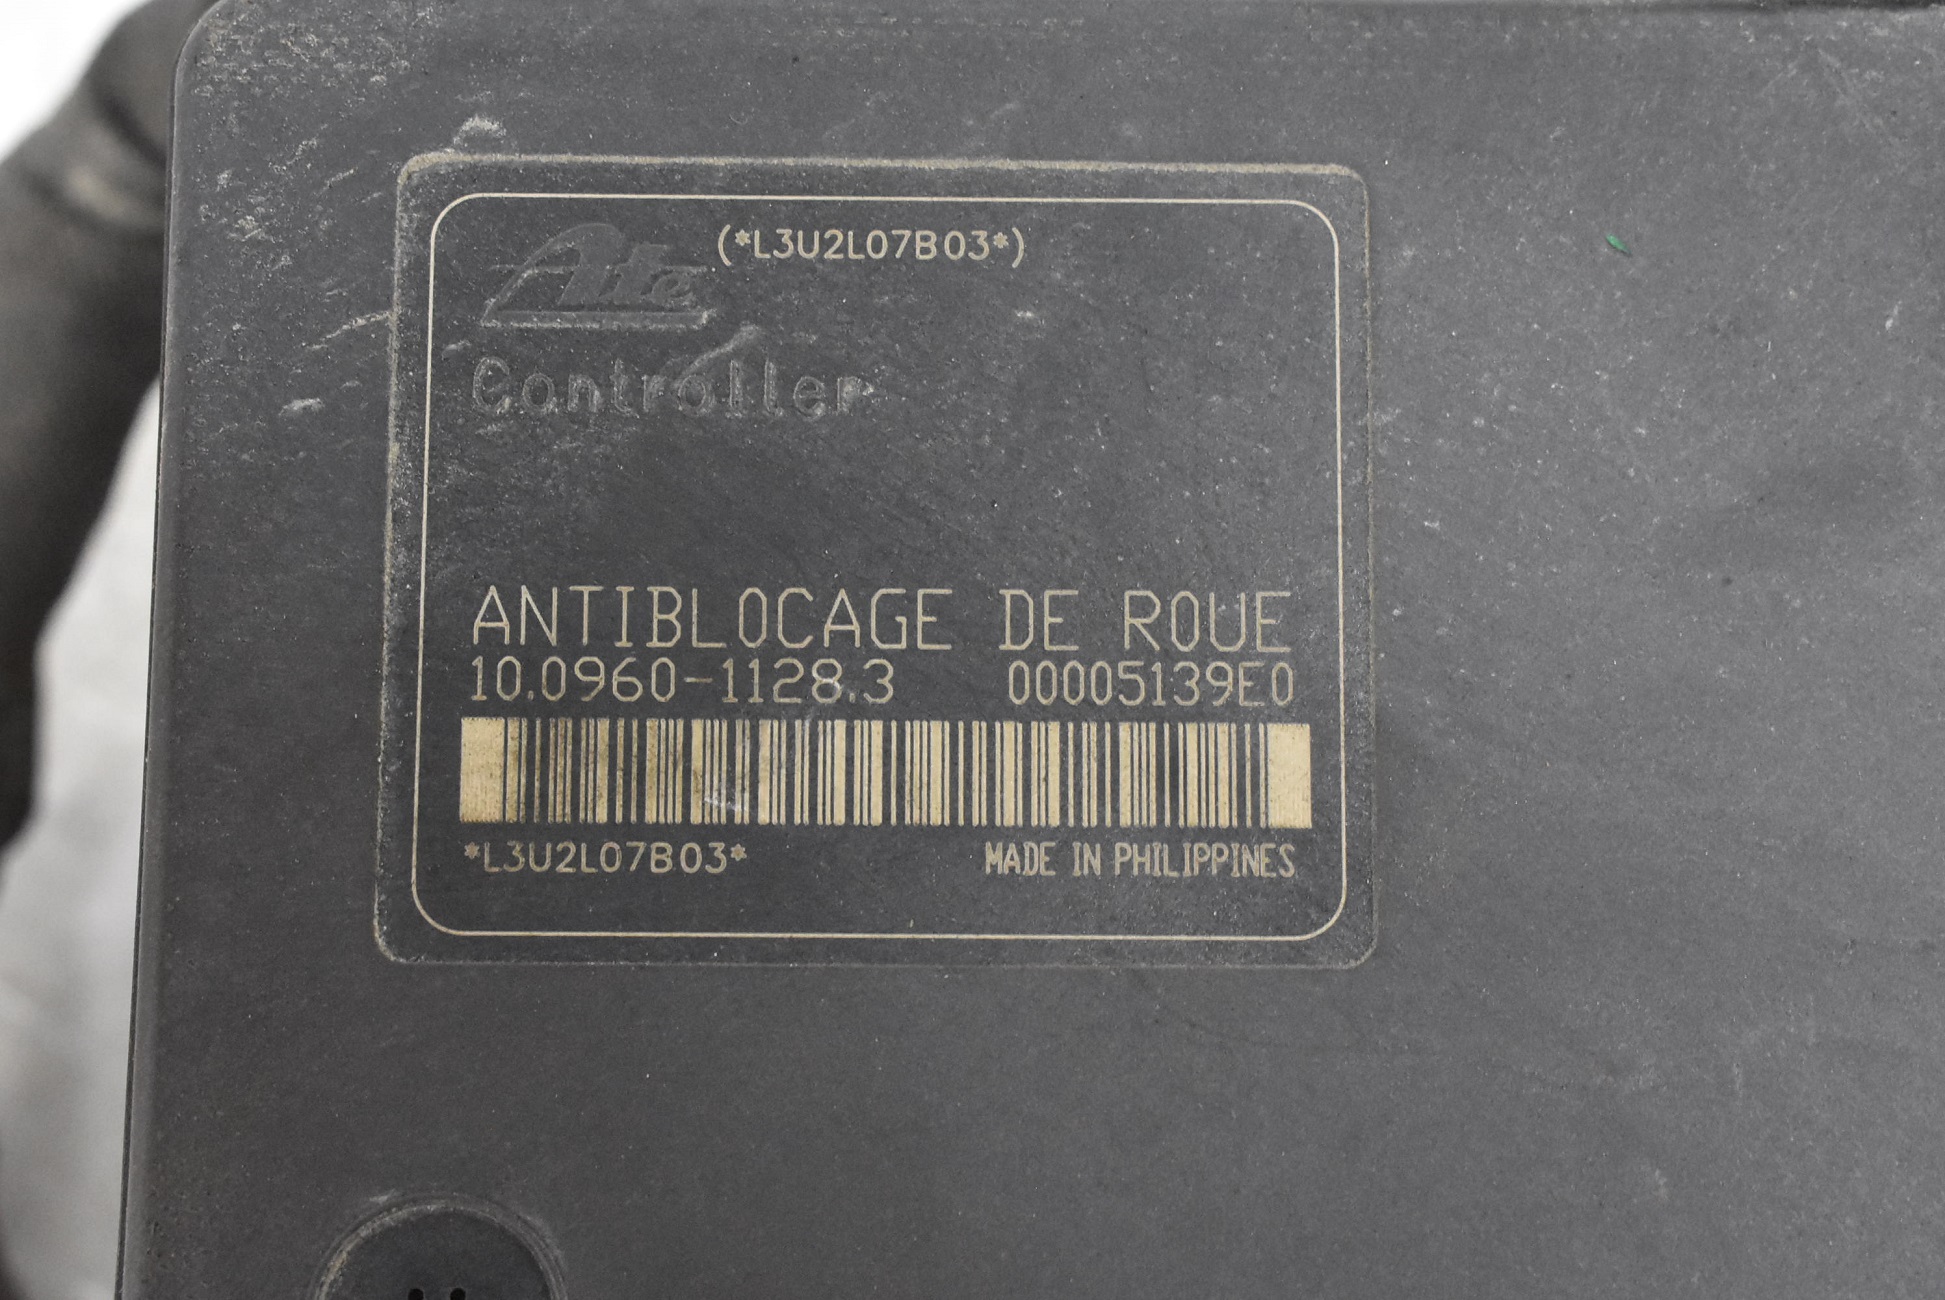 (*L3U2L07B03*)
Ate
Controller
ANTIBLOCAGE DE ROUE
10.0960-1128.3 00005139E0
*L3U2L07B03* MADE IN PHILIPPINES